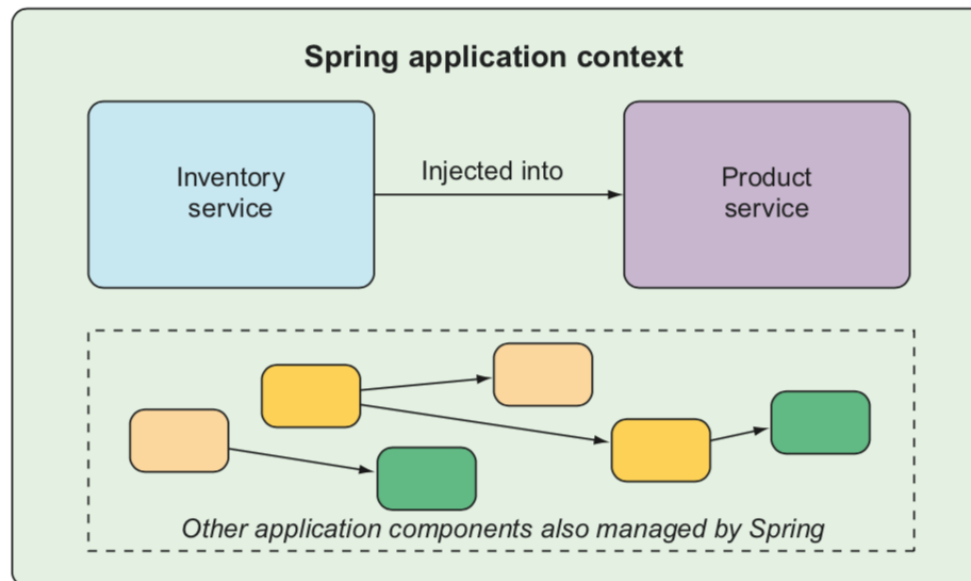 Spring application context
Inventory
service
Injected into
Product
service
Other application components also managed by Spring